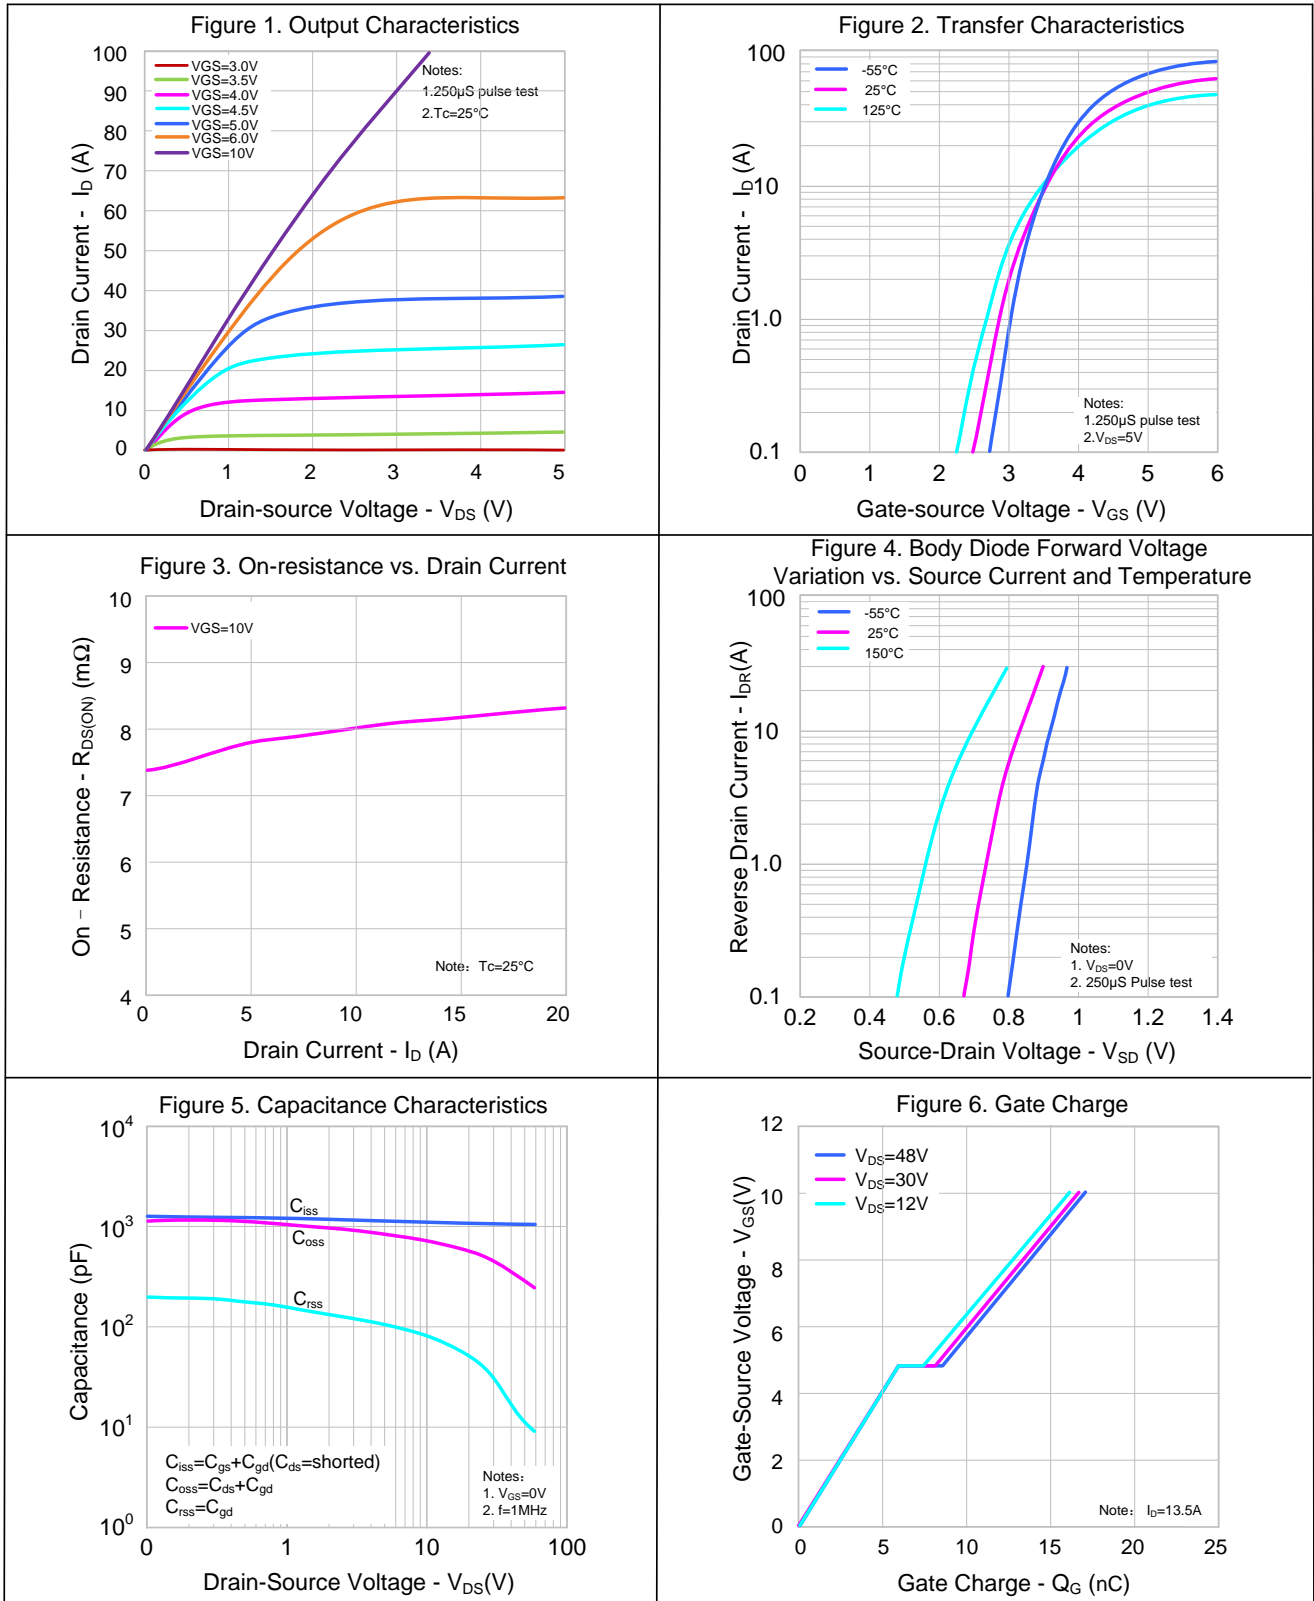 Figure 1. Output Characteristics
100
90
80
70
60
50
40
30
20
10
0
Drain Current - ID (A)
VGS=3.0V
VGS=3.5V
VGS=4.0V
VGS=4.5V
VGS=5.0V
VGS=6.0V
VGS=10V
Notes:
1.250μS pulse test
2.Tc=25°C
0 1 2 3 4 5
Drain-source Voltage - VDS (V)
Figure 2. Transfer Characteristics
100
10
1.0
0.1
Drain Current - ID (A)
-55°C
25°C
125°C
Notes:
1.250μS pulse test
2.VDS=5V
0 1 2 3 4 5 6
Gate-source Voltage - VGS (V)
Figure 3. On-resistance vs. Drain Current
10
9
8
7
6
5
4
On－Resistance - RDS(ON) (mΩ)
VGS=10V
Note：Tc=25°C
0 5 10 15 20
Drain Current - ID (A)
Figure 4. Body Diode Forward Voltage
Variation vs. Source Current and Temperature
100
10
1.0
0.1
Reverse Drain Current - IDR(A)
-55°C
25°C
150°C
Notes:
1. VDS=0V
2. 250μS Pulse test
0.2 0.4 0.6 0.8 1 1.2 1.4
Source-Drain Voltage - VSD (V)
Figure 5. Capacitance Characteristics
10⁴
10³
10²
10¹
10⁰
Capacitance (pF)
Ciss
Coss
Crss
Ciss=Cgs+Cgd(Cds=shorted)
Coss=Cds+Cgd
Crss=Cgd
Notes：
1. VGS=0V
2. f=1MHz
0 1 10 100
Drain-Source Voltage - VDS(V)
Figure 6. Gate Charge
12
10
8
6
4
2
0
Gate-Source Voltage - VGS(V)
VDS=48V
VDS=30V
VDS=12V
Note： ID=13.5A
0 5 10 15 20 25
Gate Charge - QG (nC)